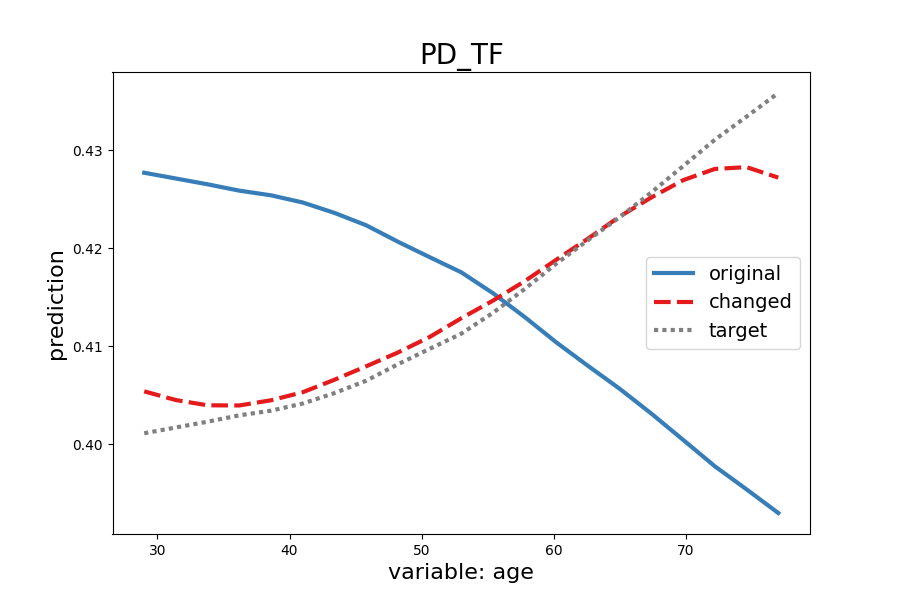 PD_TF
prediction
0.43
0.42
0.41
0.40
original
changed
target
30 40 50 60 70
variable: age